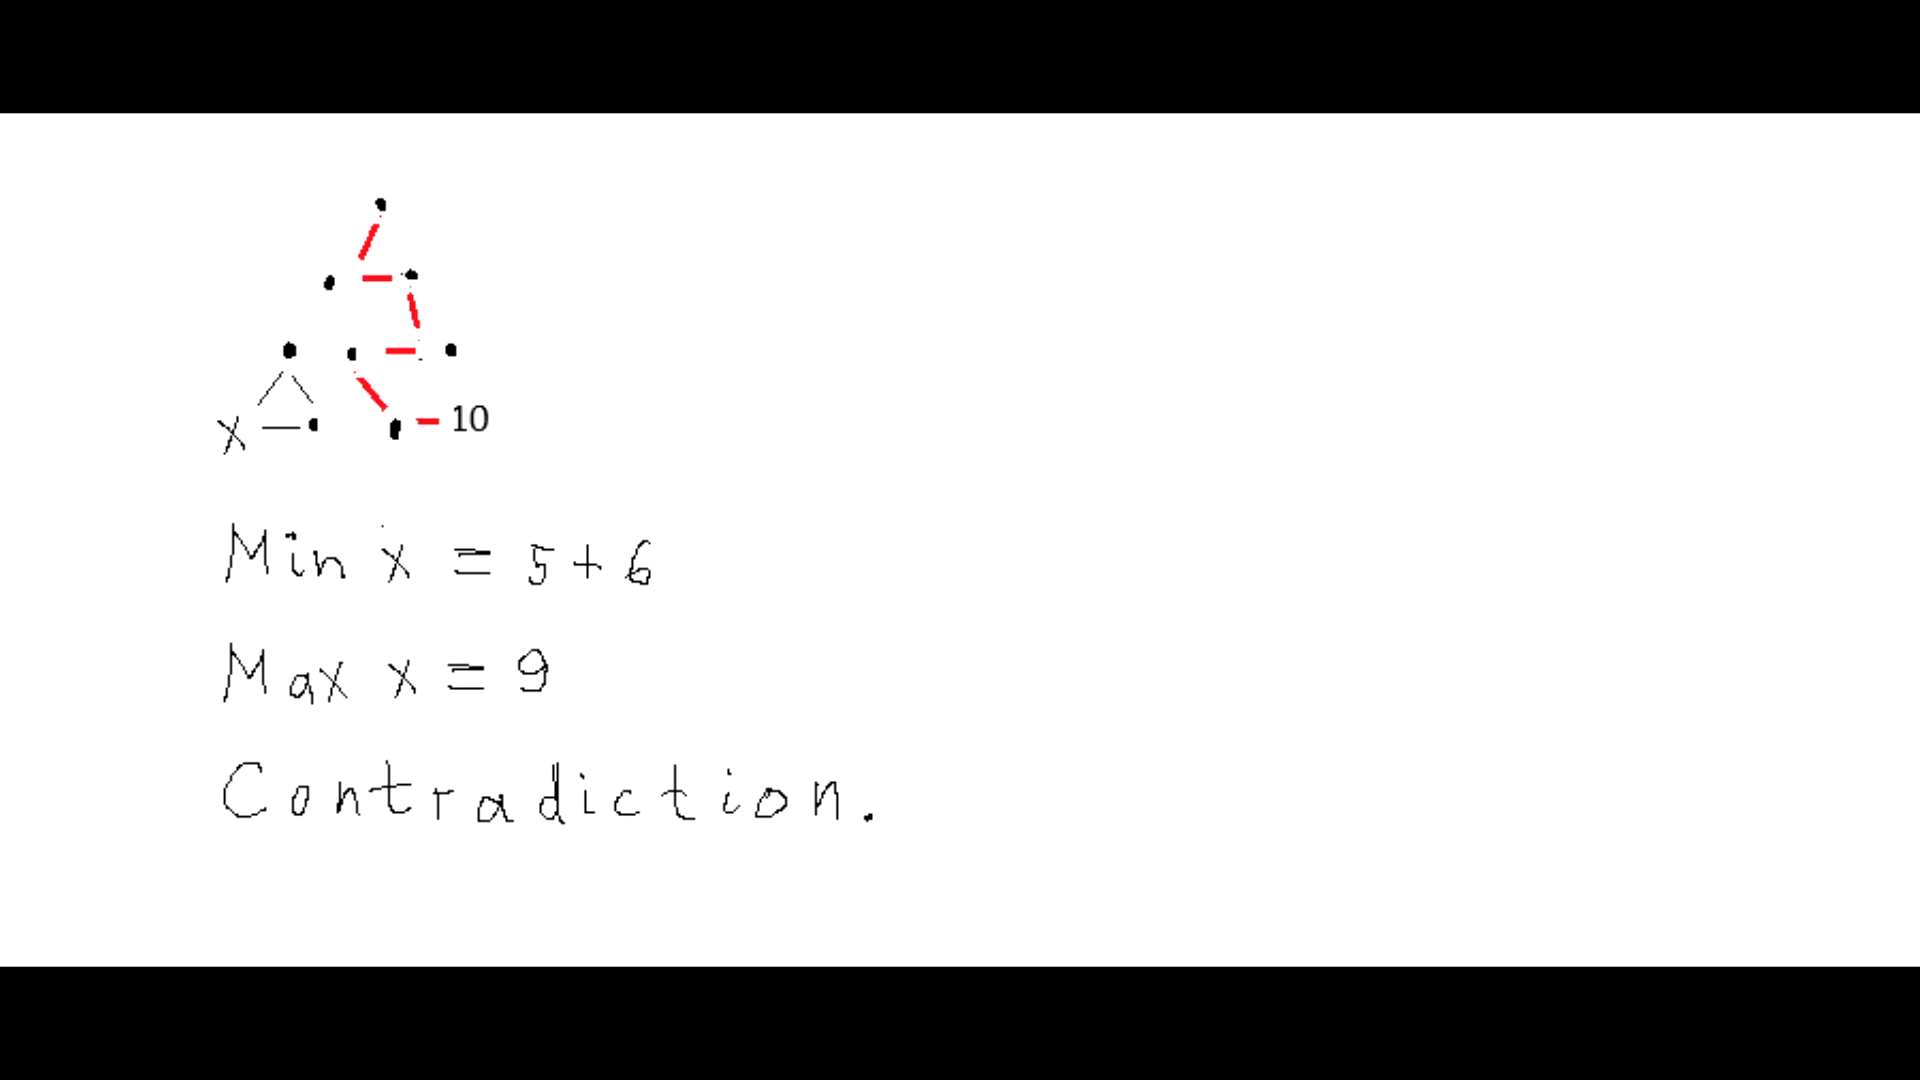 X 10
Min x = 5 + 6
Max x = 9
Contradiction.